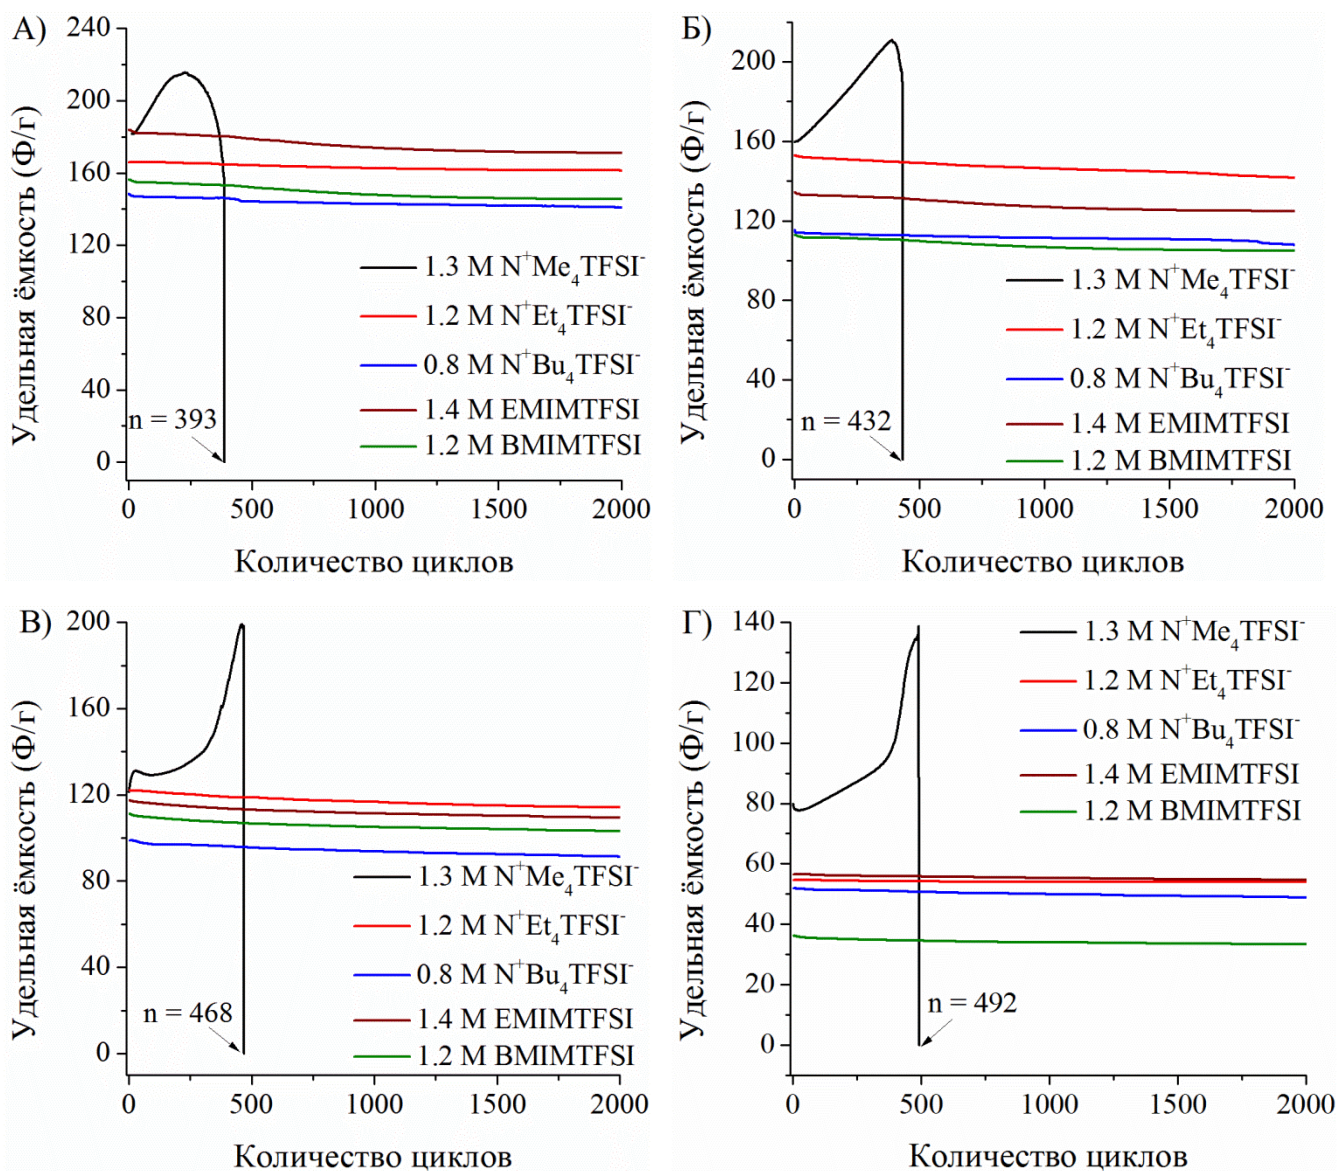 А)
Удельная ёмкость (Ф/г)
240
200
160
120
80
40
0
1.3 M N⁺Me₄TFSI⁻
1.2 M N⁺Et₄TFSI⁻
0.8 M N⁺Bu₄TFSI⁻
1.4 M EMIMTFSI
1.2 M BMIMTFSI
n = 393
0 500 1000 1500 2000
Количество циклов
Б)
Удельная ёмкость (Ф/г)
200
160
120
80
40
0
1.3 M N⁺Me₄TFSI⁻
1.2 M N⁺Et₄TFSI⁻
0.8 M N⁺Bu₄TFSI⁻
1.4 M EMIMTFSI
1.2 M BMIMTFSI
n = 432
0 500 1000 1500 2000
Количество циклов
В)
Удельная ёмкость (Ф/г)
200
160
120
80
40
0
1.3 M N⁺Me₄TFSI⁻
1.2 M N⁺Et₄TFSI⁻
0.8 M N⁺Bu₄TFSI⁻
1.4 M EMIMTFSI
1.2 M BMIMTFSI
n = 468
0 500 1000 1500 2000
Количество циклов
Г)
Удельная ёмкость (Ф/г)
140
120
100
80
60
40
20
0
1.3 M N⁺Me₄TFSI⁻
1.2 M N⁺Et₄TFSI⁻
0.8 M N⁺Bu₄TFSI⁻
1.4 M EMIMTFSI
1.2 M BMIMTFSI
n = 492
0 500 1000 1500 2000
Количество циклов